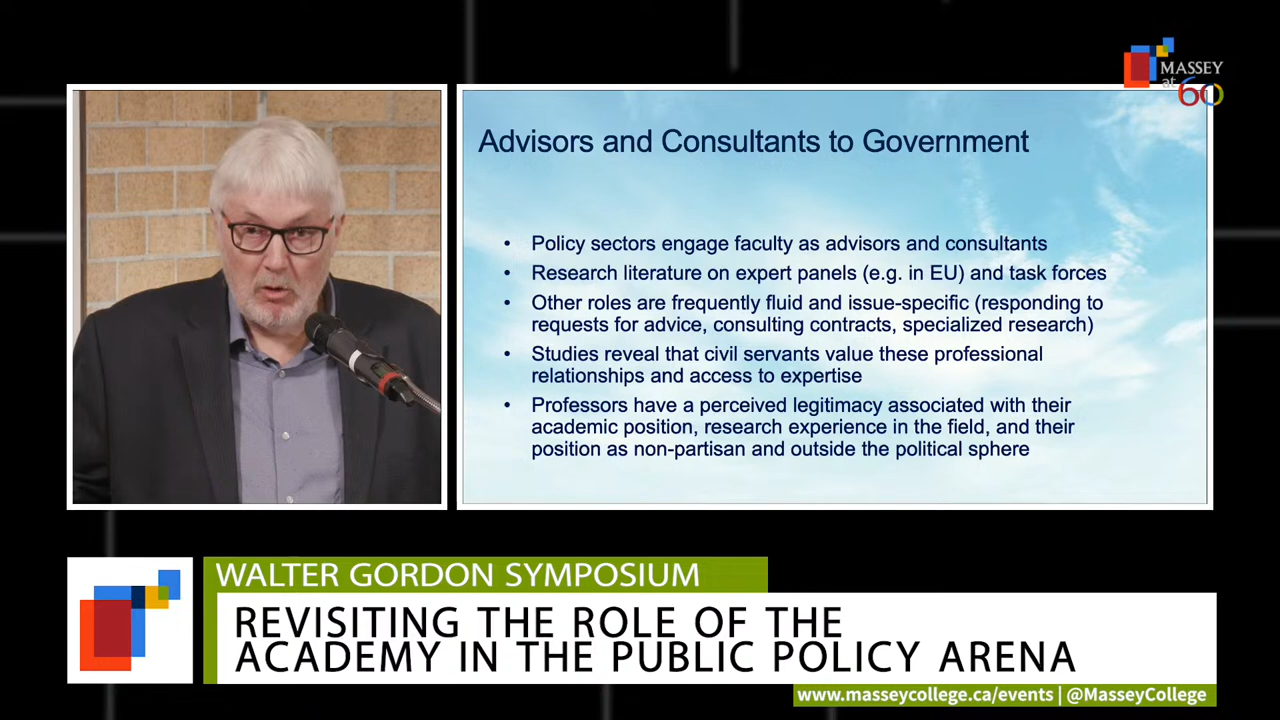 MASSEY
at
60
Advisors and Consultants to Government
• Policy sectors engage faculty as advisors and consultants
• Research literature on expert panels (e.g. in EU) and task forces
• Other roles are frequently fluid and issue-specific (responding to
requests for advice, consulting contracts, specialized research)
• Studies reveal that civil servants value these professional
relationships and access to expertise
• Professors have a perceived legitimacy associated with their
academic position, research experience in the field, and their
position as non-partisan and outside the political sphere
WALTER GORDON SYMPOSIUM
REVISITING THE ROLE OF THE
ACADEMY IN THE PUBLIC POLICY ARENA
www.masseycollege.ca/events | @MasseyCollege